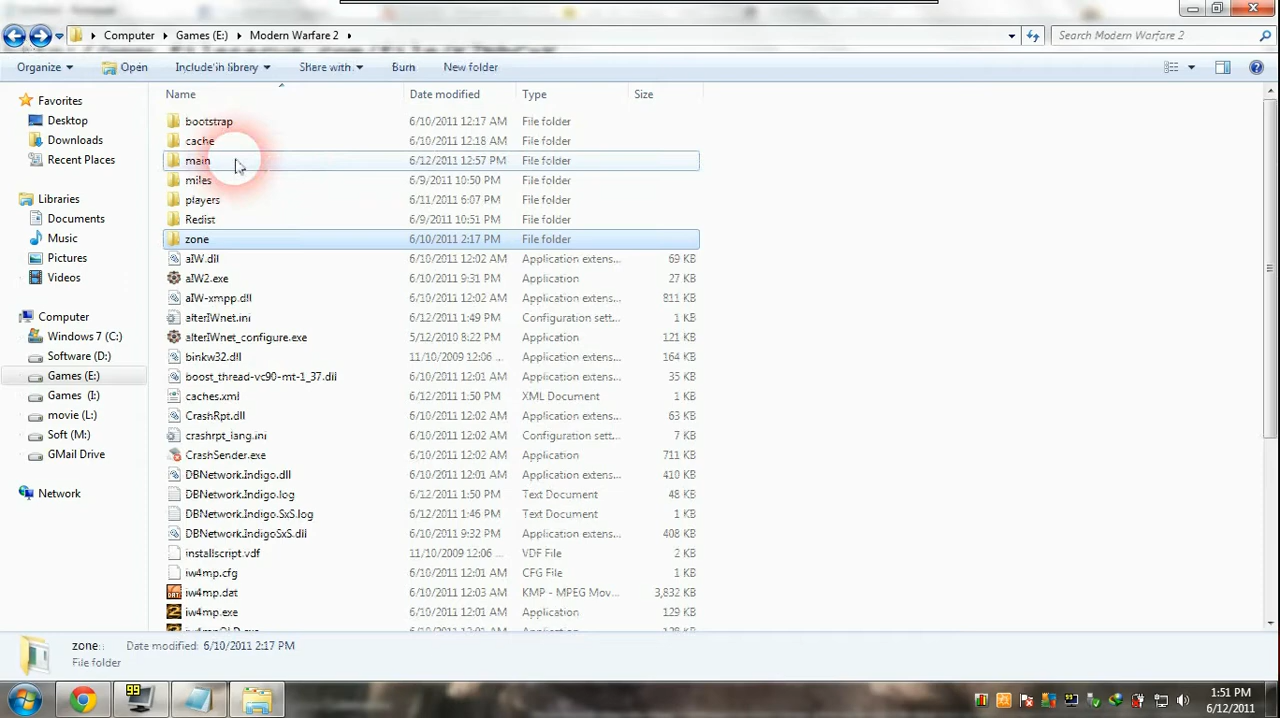 Computer ▸ Games (E:) ▸ Modern Warfare 2 ▸ Search Modern Warfare 2
Organize Open Include in library Share with Burn New folder
Name Date modified Type Size
Favorites
Desktop
Downloads
Recent Places
Libraries
Documents
Music
Pictures
Videos
Computer
Windows 7 (C:)
Software (D:)
Games (E:)
Games (I:)
movie (L:)
Soft (M:)
GMail Drive
Network
bootstrap 6/10/2011 12:17 AM File folder
cache 6/10/2011 12:18 AM File folder
main 6/12/2011 12:57 PM File folder
miles 6/9/2011 10:50 PM File folder
players 6/11/2011 6:07 PM File folder
Redist 6/9/2011 10:51 PM File folder
zone 6/10/2011 2:17 PM File folder
aIW.dll 6/10/2011 12:02 AM Application extens... 69 KB
aIW2.exe 6/10/2011 9:31 PM Application 27 KB
aIW-xmpp.dll 6/10/2011 12:02 AM Application extens... 811 KB
alterIWnet.ini 6/12/2011 1:49 PM Configuration sett... 1 KB
alterIWnet_configure.exe 5/12/2010 8:22 PM Application 121 KB
binkw32.dll 11/10/2009 12:06 ... Application extens... 164 KB
boost_thread-vc90-mt-1_37.dll 6/10/2011 12:01 AM Application extens... 35 KB
caches.xml 6/12/2011 1:50 PM XML Document 1 KB
CrashRpt.dll 6/10/2011 12:02 AM Application extens... 63 KB
crashrpt_lang.ini 6/10/2011 12:02 AM Configuration sett... 7 KB
CrashSender.exe 6/10/2011 12:02 AM Application 711 KB
DBNetwork.Indigo.dll 6/10/2011 12:01 AM Application extens... 410 KB
DBNetwork.Indigo.log 6/12/2011 1:50 PM Text Document 48 KB
DBNetwork.Indigo.SxS.log 6/12/2011 1:46 PM Text Document 1 KB
DBNetwork.IndigoSxS.dll 6/10/2011 9:32 PM Application extens... 408 KB
installscript.vdf 11/10/2009 12:06 ... VDF File 2 KB
iw4mp.cfg 6/10/2011 12:01 AM CFG File 1 KB
iw4mp.dat 6/10/2011 12:03 AM KMP - MPEG Mov... 3,832 KB
iw4mp.exe 6/10/2011 12:01 AM Application 129 KB
zone Date modified: 6/10/2011 2:17 PM
File folder
99
1:51 PM
6/12/2011